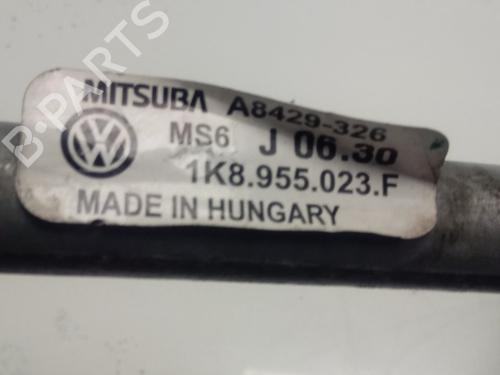 B-PARTS
MITSUBA A8429-326
MS6 J 06.30
1K8.955.023.F
MADE IN HUNGARY